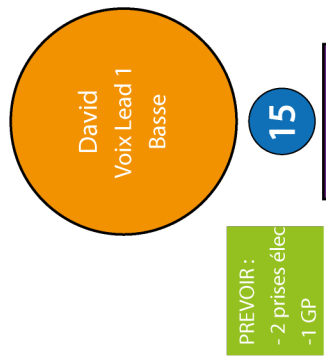 David
Voix Lead 1
Basse
15
PREVOIR :
- 2 prises élec
-1 GP